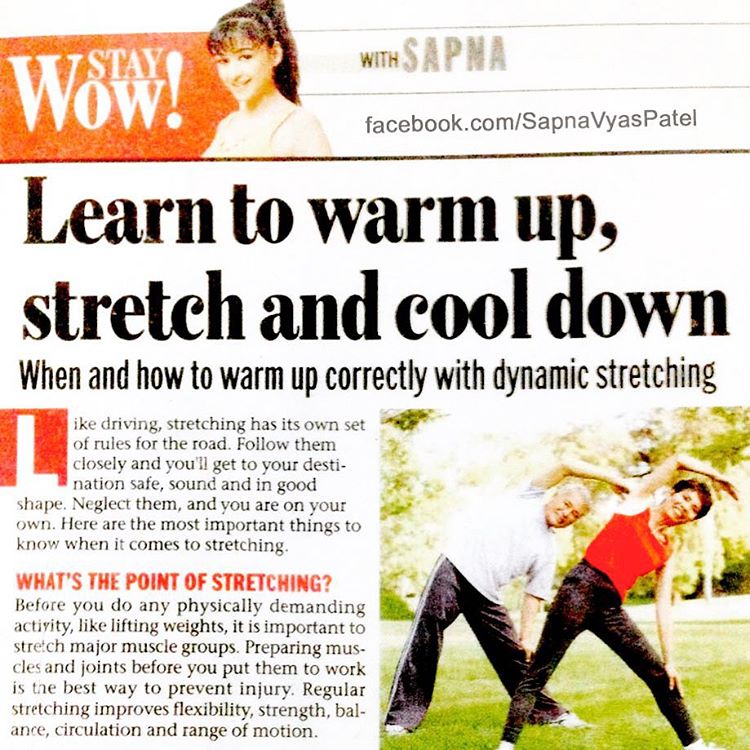 STAY
WOW!
WITH SAPNA
facebook.com/SapnaVyasPatel
Learn to warm up,
stretch and cool down
When and how to warm up correctly with dynamic stretching
Like driving, stretching has its own set
of rules for the road. Follow them
closely and you'll get to your desti-
nation safe, sound and in good
shape. Neglect them, and you are on your
own. Here are the most important things to
know when it comes to stretching.
WHAT'S THE POINT OF STRETCHING?
Before you do any physically demanding
activity, like lifting weights, it is important to
stretch major muscle groups. Preparing mus-
cles and joints before you put them to work
is the best way to prevent injury. Regular
stretching improves flexibility, strength, bal-
ance, circulation and range of motion.